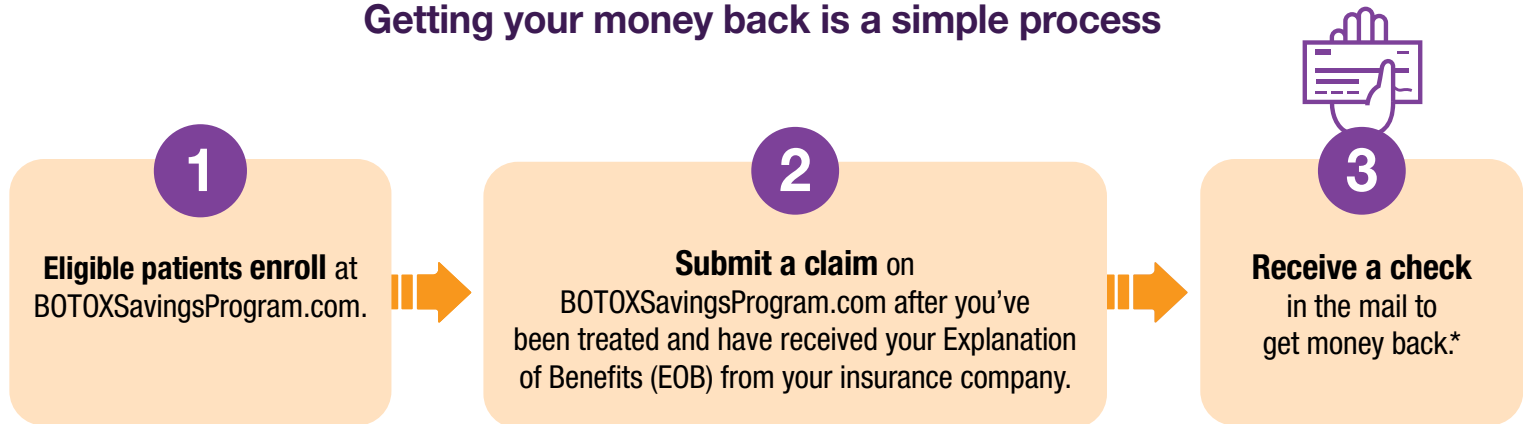 Getting your money back is a simple process
1
Eligible patients enroll at
BOTOXSavingsProgram.com.
2
Submit a claim on
BOTOXSavingsProgram.com after you’ve
been treated and have received your Explanation
of Benefits (EOB) from your insurance company.
3
Receive a check
in the mail to
get money back.*